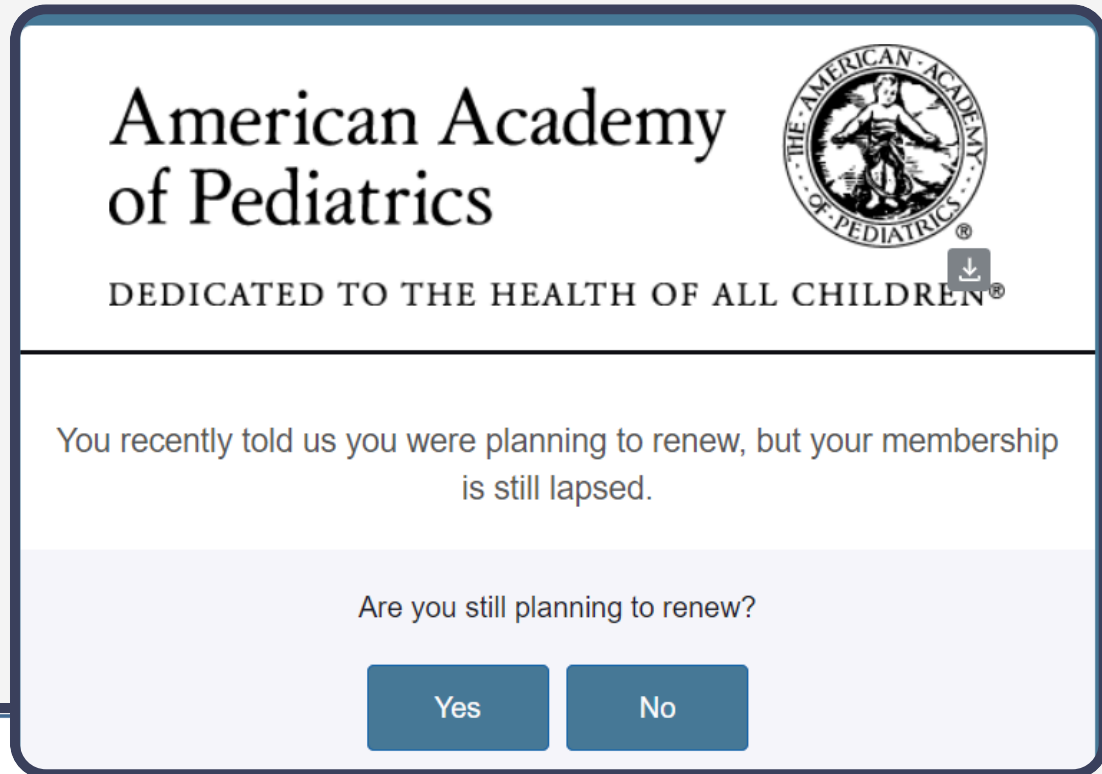 American Academy
of Pediatrics
THE · AMERICAN · ACADEMY · OF · PEDIATRICS ®
DEDICATED TO THE HEALTH OF ALL CHILDREN®
You recently told us you were planning to renew, but your membership
is still lapsed.
Are you still planning to renew?
Yes No